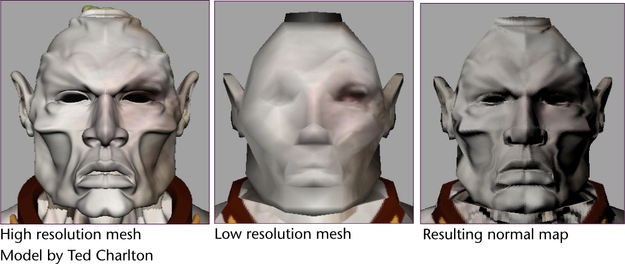 High resolution mesh
Low resolution mesh
Resulting normal map
Model by Ted Charlton